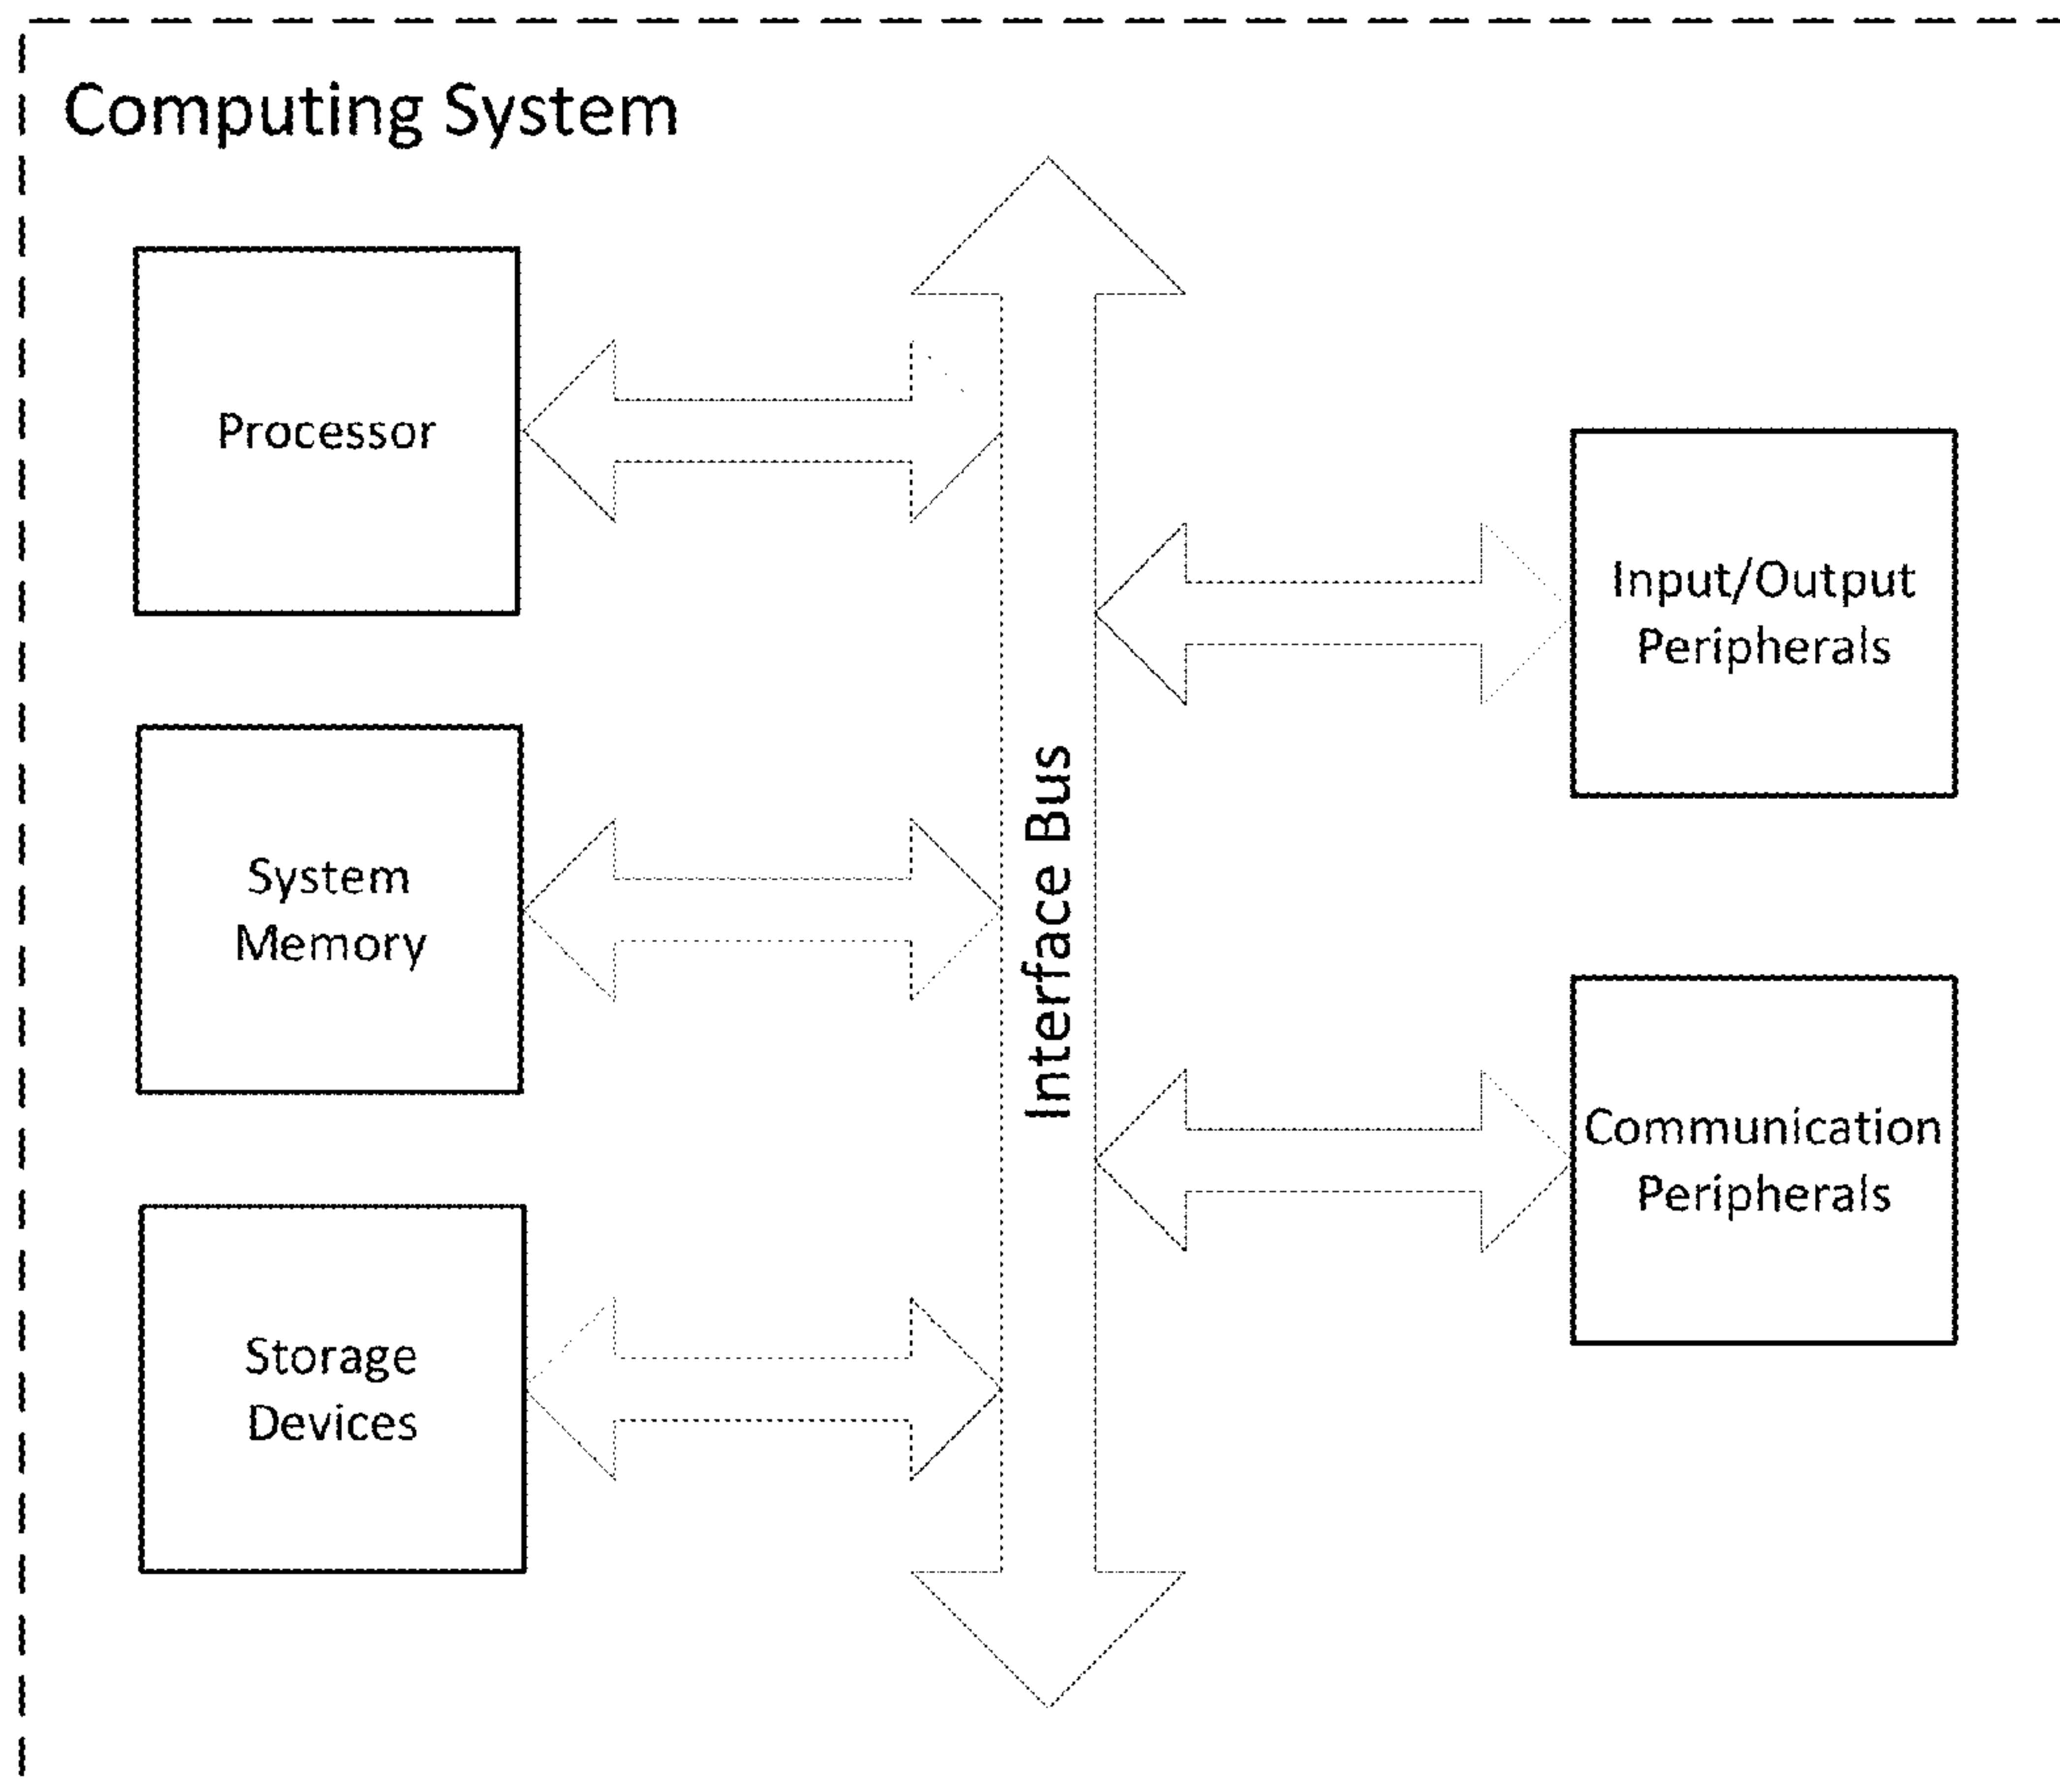 Computing System
Processor
System
Memory
Storage
Devices
Interface Bus
Input/Output
Peripherals
Communication
Peripherals